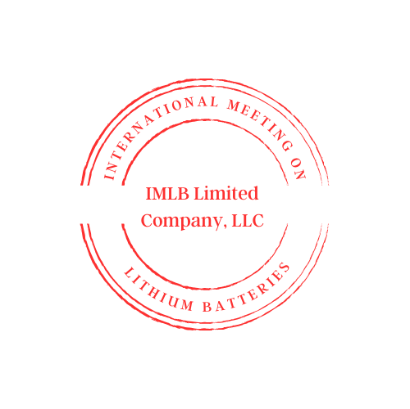 INTERNATIONAL MEETING ON
IMLB Limited
Company, LLC
LITHIUM BATTERIES